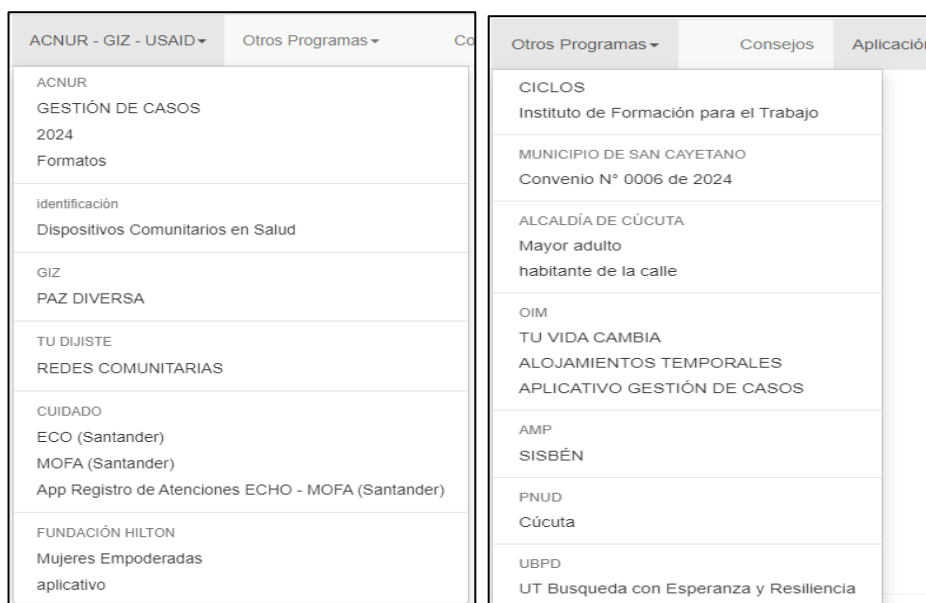 ACNUR - GIZ - USAID
Otros Programas
Co
ACNUR
GESTIÓN DE CASOS
2024
Formatos
identificación
Dispositivos Comunitarios en Salud
GIZ
PAZ DIVERSA
TU DIJISTE
REDES COMUNITARIAS
CUIDADO
ECO (Santander)
MOFA (Santander)
App Registro de Atenciones ECHO - MOFA (Santander)
FUNDACIÓN HILTON
Mujeres Empoderadas
aplicativo
Otros Programas
Consejos
Aplicación
CICLOS
Instituto de Formación para el Trabajo
MUNICIPIO DE SAN CAYETANO
Convenio N° 0006 de 2024
ALCALDÍA DE CÚCUTA
Mayor adulto
habitante de la calle
OIM
TU VIDA CAMBIA
ALOJAMIENTOS TEMPORALES
APLICATIVO GESTIÓN DE CASOS
AMP
SISBÉN
PNUD
Cúcuta
UBPD
UT Busqueda con Esperanza y Resiliencia